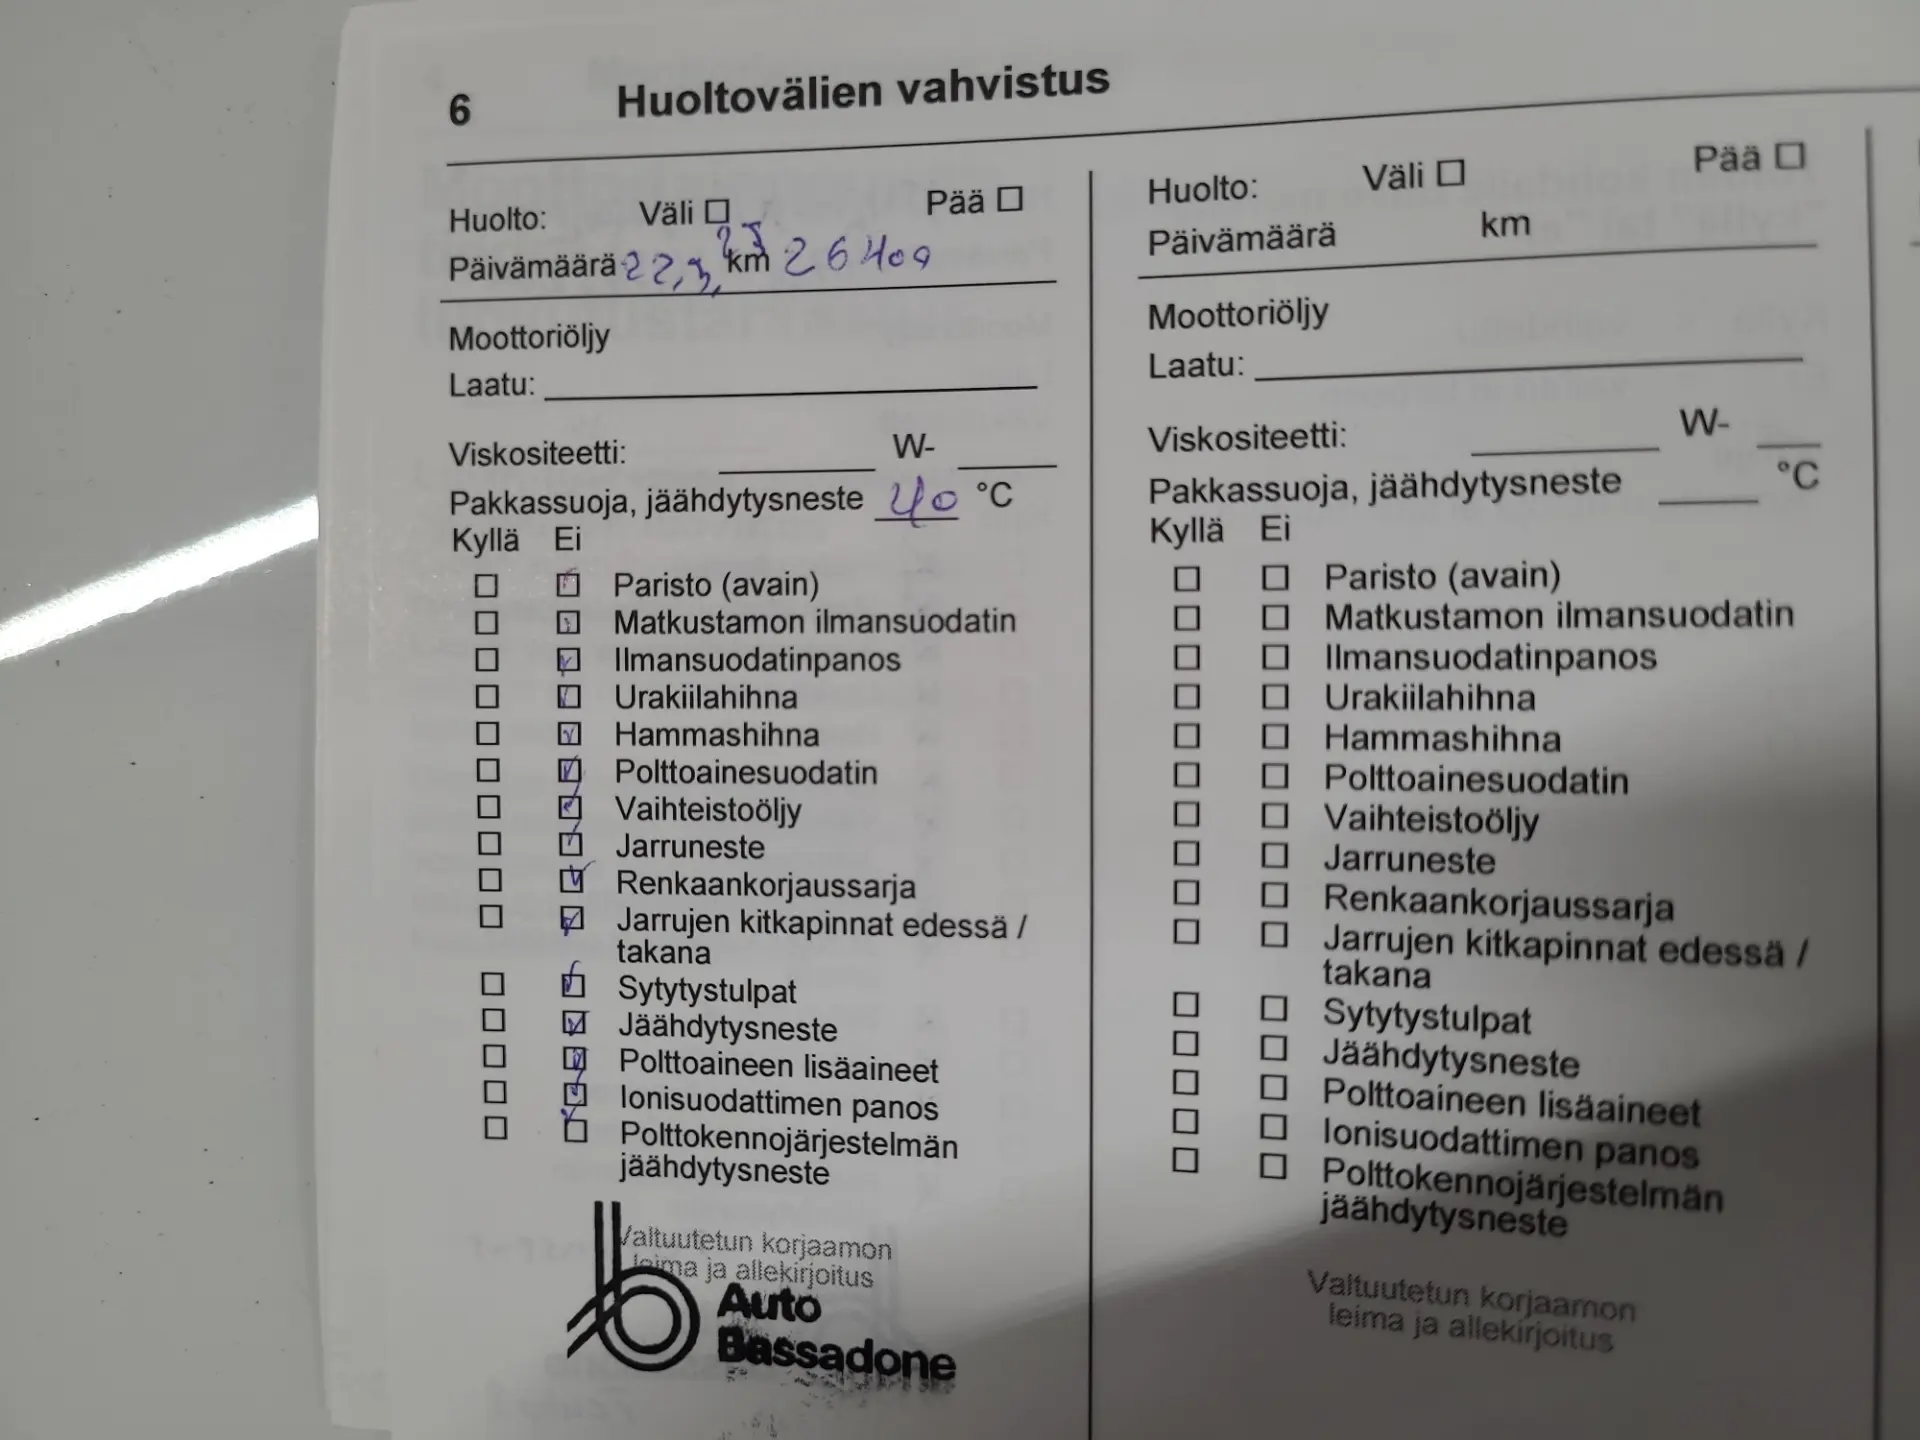 6 Huoltovälien vahvistus
Huolto: Väli ☐ Pää ☐
Päivämäärä 22,3, 25 km 26400
Moottoriöljy
Laatu:
Viskositeetti: W-
Pakkassuoja, jäähdytysneste 40 °C
Kyllä Ei
Paristo (avain)
Matkustamon ilmansuodatin
Ilmansuodatinpanos
Urakiilahihna
Hammashihna
Polttoainesuodatin
Vaihteistoöljy
Jarruneste
Renkaankorjaussarja
Jarrujen kitkapinnat edessä /
takana
Sytytystulpat
Jäähdytysneste
Polttoaineen lisäaineet
Ionisuodattimen panos
Polttokennojärjestelmän
jäähdytysneste
Valtuutetun korjaamon
leima ja allekirjoitus
Auto
Bassadone
Huolto: Väli ☐ Pää ☐
Päivämäärä km
Moottoriöljy
Laatu:
Viskositeetti: W-
Pakkassuoja, jäähdytysneste °C
Kyllä Ei
Paristo (avain)
Matkustamon ilmansuodatin
Ilmansuodatinpanos
Urakiilahihna
Hammashihna
Polttoainesuodatin
Vaihteistoöljy
Jarruneste
Renkaankorjaussarja
Jarrujen kitkapinnat edessä /
takana
Sytytystulpat
Jäähdytysneste
Polttoaineen lisäaineet
Ionisuodattimen panos
Polttokennojärjestelmän
jäähdytysneste
Valtuutetun korjaamon
leima ja allekirjoitus